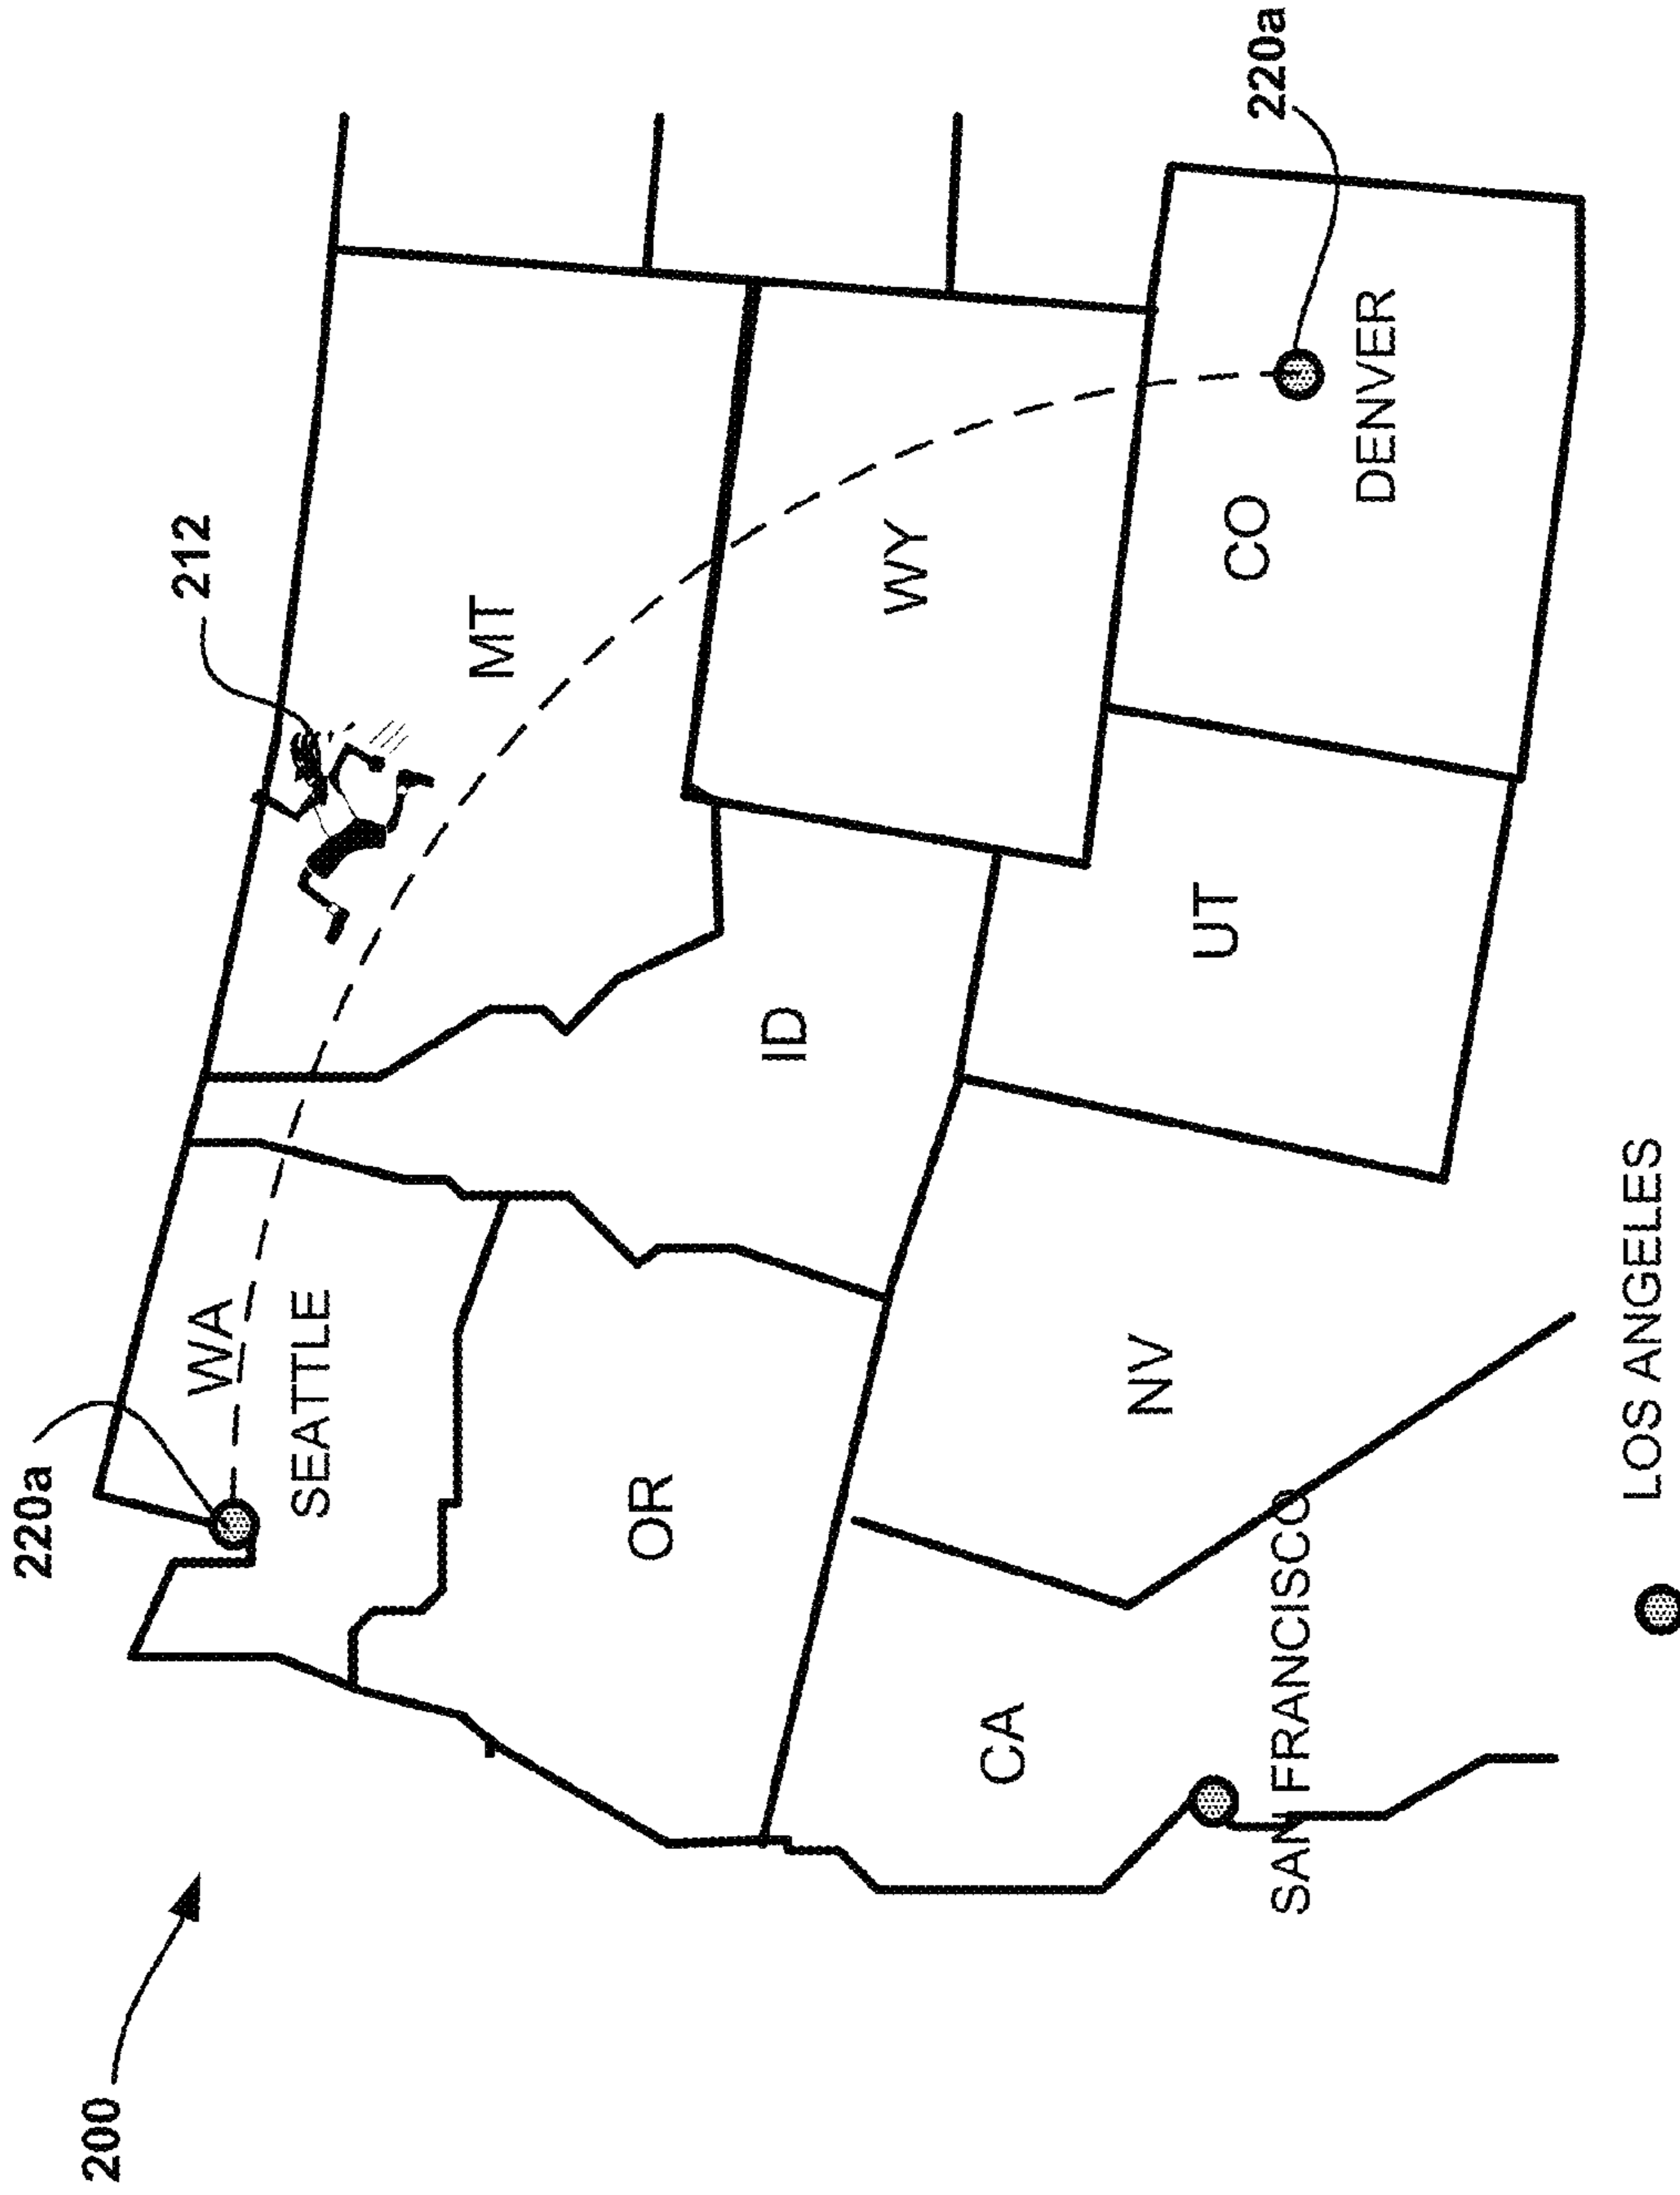 200
220a
212
WA
SEATTLE
MT
OR
ID
WY
CA
NV
UT
CO
220a
SAN FRANCISCO
DENVER
LOS ANGELES